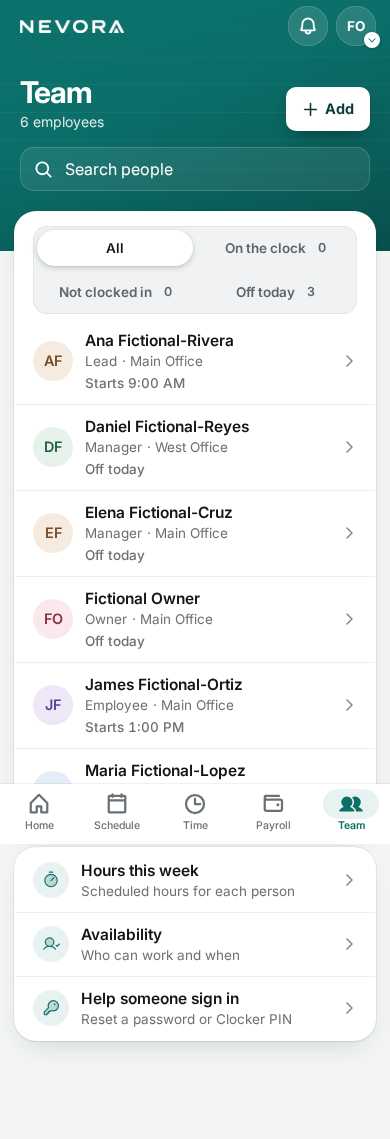 NEVORA
FO
Team
6 employees
Add
Search people
All
On the clock 0
Not clocked in 0
Off today 3
AF
Ana Fictional-Rivera
Lead · Main Office
Starts 9:00 AM
DF
Daniel Fictional-Reyes
Manager · West Office
Off today
EF
Elena Fictional-Cruz
Manager · Main Office
Off today
FO
Fictional Owner
Owner · Main Office
Off today
JF
James Fictional-Ortiz
Employee · Main Office
Starts 1:00 PM
Maria Fictional-Lopez
Home
Schedule
Time
Payroll
Team
Hours this week
Scheduled hours for each person
Availability
Who can work and when
Help someone sign in
Reset a password or Clocker PIN